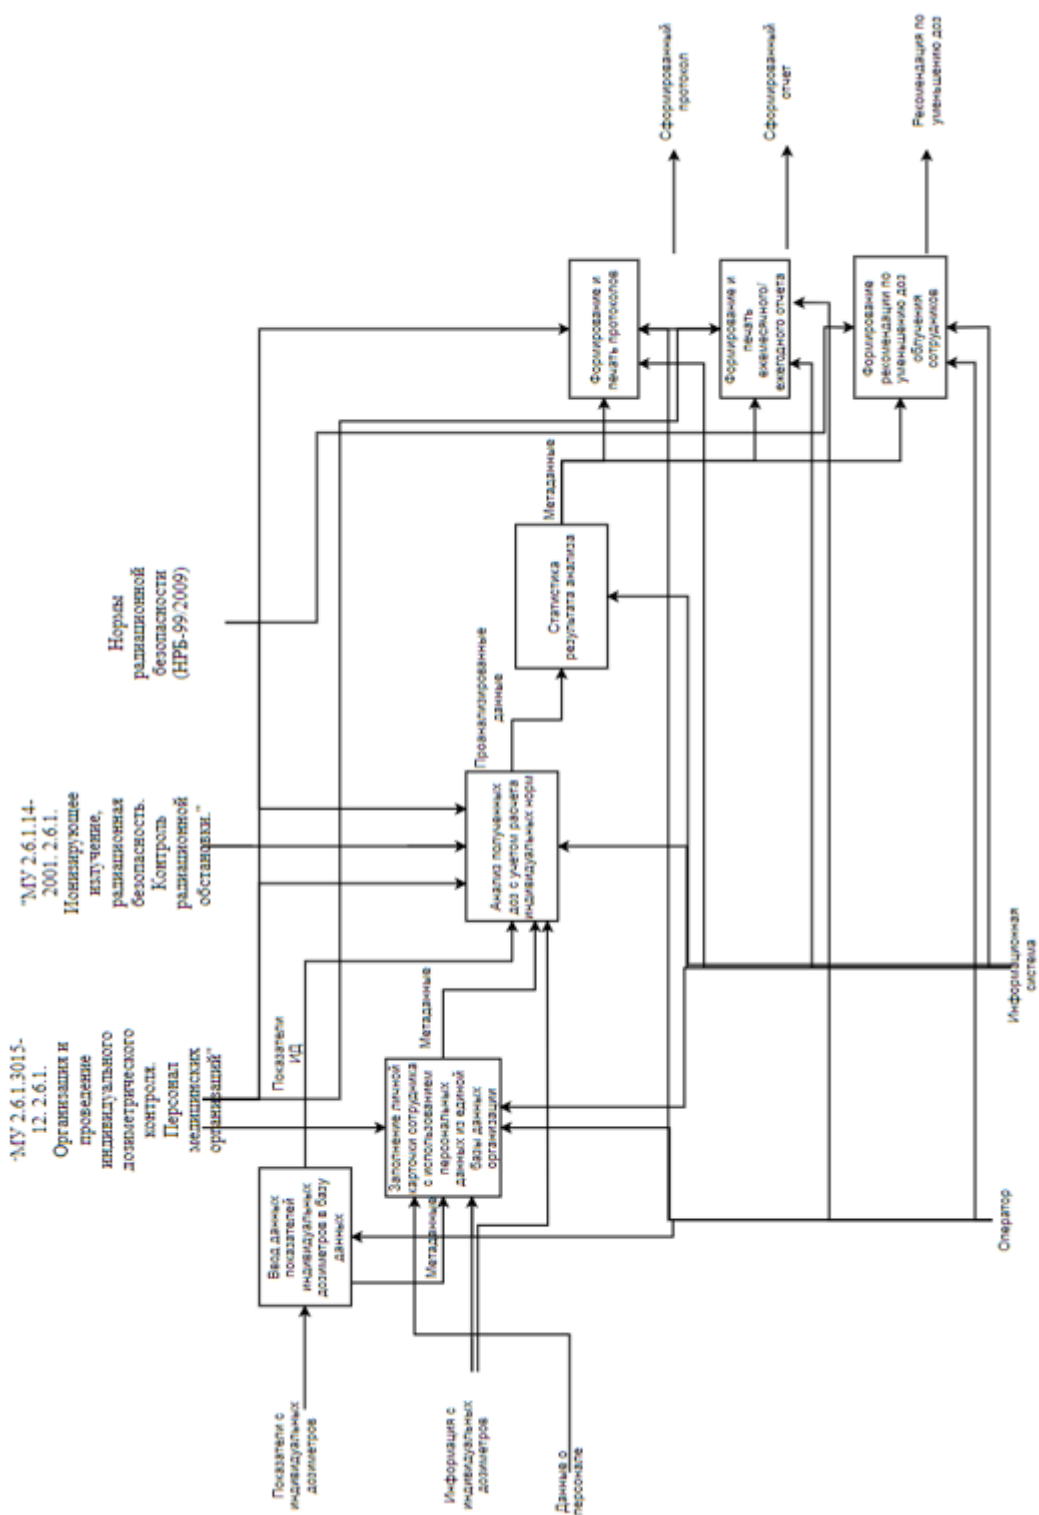 "МУ 2.6.1.3015-
12. 2.6.1.
Организация и
проведение
индивидуального
дозиметрического
контроля.
Персонал
медицинских
организаций"
"МУ 2.6.1.14-
2001. 2.6.1.
Ионизирующее
излучение,
радиационная
безопасность.
Контроль
радиационной
обстановки."
Нормы
радиационной
безопасности
(НРБ-99/2009)
Показатели с
индивидуальных
дозиметров
Информация с
индивидуальных
дозиметров
Данные о
персонале
Ввод данных
показателей
индивидуальных
дозиметров в базу
данных
Показатели
ИД
Метаданные
Заполнение личной
карточки сотрудника
с использованием
персональных
данных из единой
базы данных
организации
Метаданные
Анализ полученных
доз с учетом расчета
индивидуальных норм
Проанализированные
данные
Статистика
результата анализа
Метаданные
Формирование и
печать протоколов
Формирование и
печать
ежемесячного/
ежегодного отчета
Формирование
рекомендации по
уменьшению доз
облучения
сотрудников
Сформированный
протокол
Сформированный
отчет
Рекомендация по
уменьшению доз
Оператор
Информационная
система